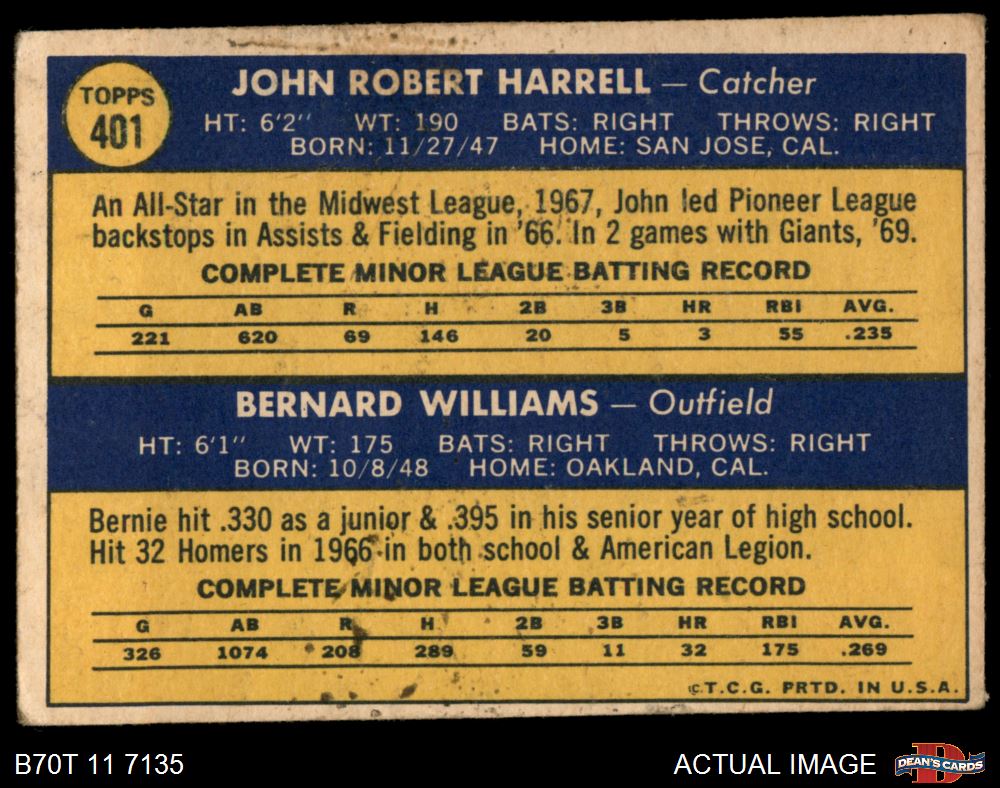 TOPPS
401
JOHN ROBERT HARRELL — Catcher
HT: 6'2" WT: 190 BATS: RIGHT THROWS: RIGHT
BORN: 11/27/47 HOME: SAN JOSE, CAL.
An All-Star in the Midwest League, 1967, John led Pioneer League
backstops in Assists & Fielding in '66. In 2 games with Giants, '69.
COMPLETE MINOR LEAGUE BATTING RECORD
G AB R H 2B 3B HR RBI AVG.
221 620 69 146 20 5 3 55 .235
BERNARD WILLIAMS — Outfield
HT: 6'1" WT: 175 BATS: RIGHT THROWS: RIGHT
BORN: 10/8/48 HOME: OAKLAND, CAL.
Bernie hit .330 as a junior & .395 in his senior year of high school.
Hit 32 Homers in 1966 in both school & American Legion.
COMPLETE MINOR LEAGUE BATTING RECORD
G AB R H 2B 3B HR RBI AVG.
326 1074 208 289 59 11 32 175 .269
©T.C.G. PRTD. IN U.S.A.
B70T 11 7135
ACTUAL IMAGE
D
DEAN'S CARDS